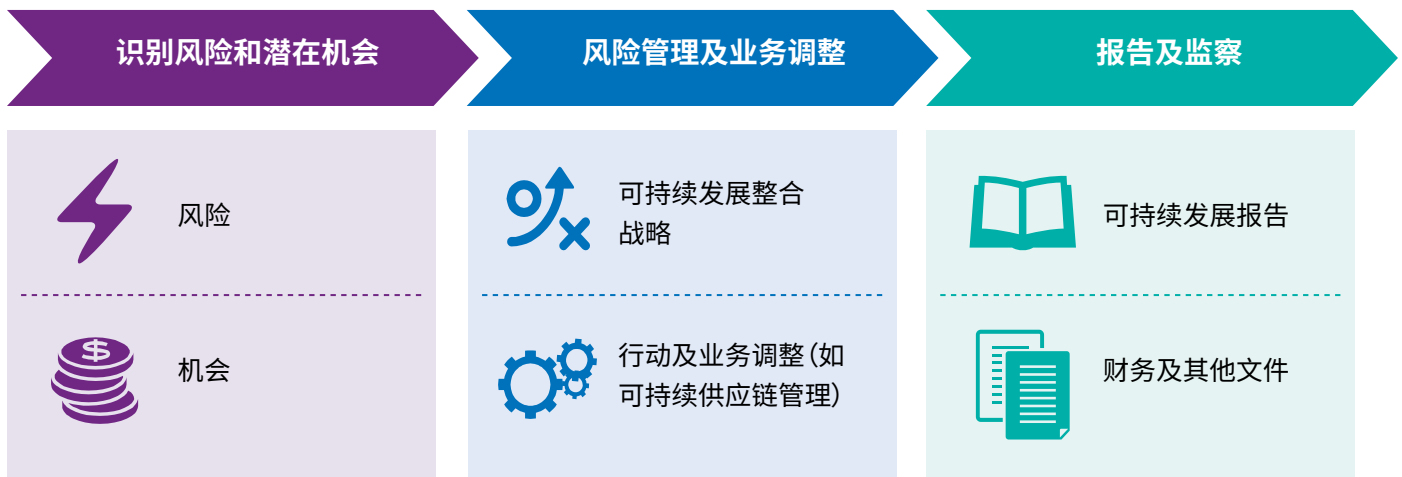 识别风险和潜在机会
风险管理及业务调整
报告及监察
风险
机会
可持续发展整合
战略
行动及业务调整（如
可持续供应链管理）
可持续发展报告
财务及其他文件